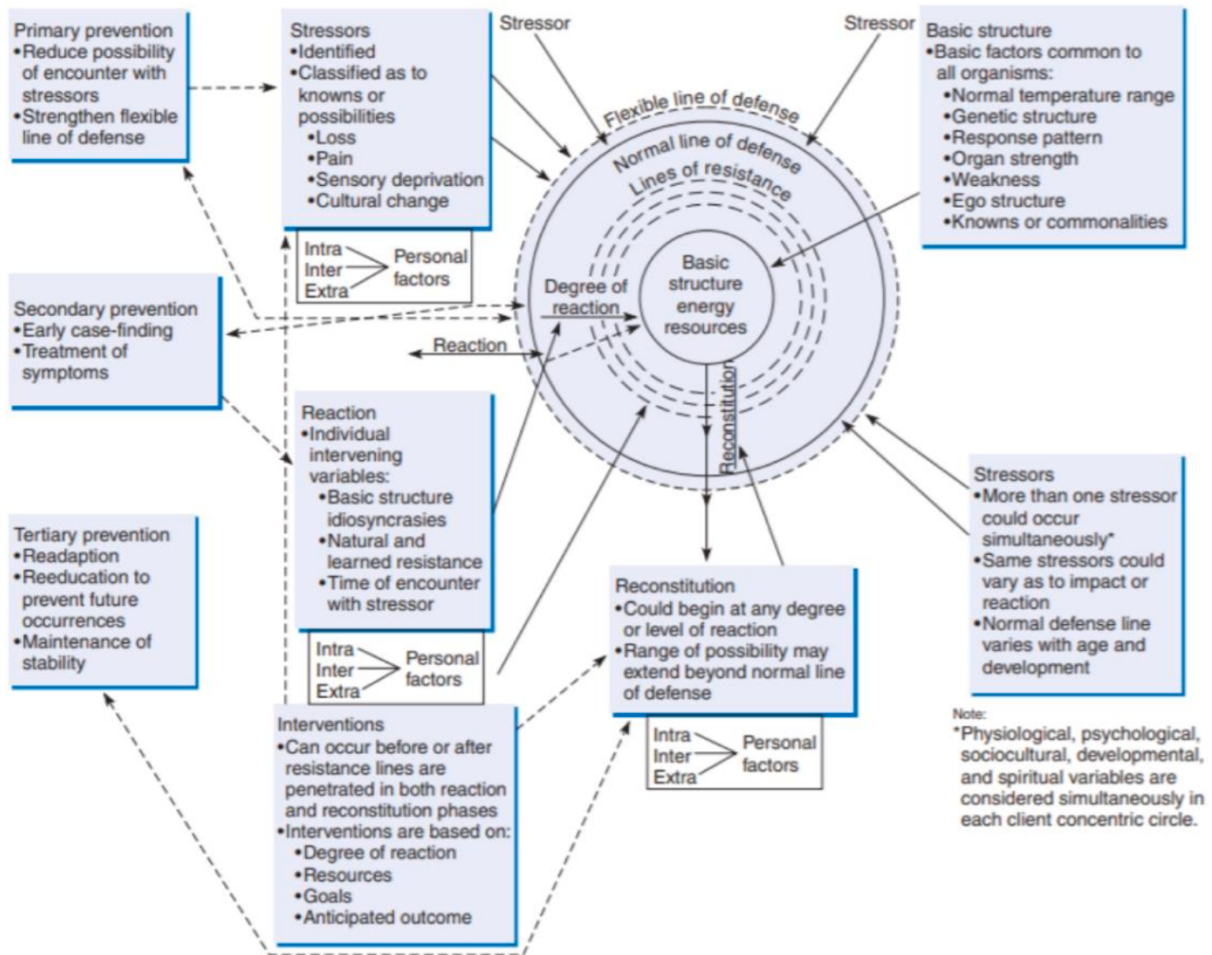 Primary prevention
•Reduce possibility
of encounter with
stressors
•Strengthen flexible
line of defense
Stressors
•Identified
•Classified as to
knowns or
possibilities
•Loss
•Pain
•Sensory deprivation
•Cultural change
Intra
Inter
Extra
Personal
factors
Stressor
Stressor
Basic structure
•Basic factors common to
all organisms:
•Normal temperature range
•Genetic structure
•Response pattern
•Organ strength
•Weakness
•Ego structure
•Knowns or commonalities
Flexible line of defense
Normal line of defense
Lines of resistance
Basic
structure
energy
resources
Degree of
reaction
Reaction
Reconstitution
Secondary prevention
•Early case-finding
•Treatment of
symptoms
Reaction
•Individual
intervening
variables:
•Basic structure
idiosyncrasies
•Natural and
learned resistance
•Time of encounter
with stressor
Intra
Inter
Extra
Personal
factors
Tertiary prevention
•Readaption
•Reeducation to
prevent future
occurrences
•Maintenance of
stability
Interventions
•Can occur before or after
resistance lines are
penetrated in both reaction
and reconstitution phases
•Interventions are based on:
•Degree of reaction
•Resources
•Goals
•Anticipated outcome
Reconstitution
•Could begin at any degree
or level of reaction
•Range of possibility may
extend beyond normal line
of defense
Intra
Inter
Extra
Personal
factors
Stressors
•More than one stressor
could occur
simultaneously*
•Same stressors could
vary as to impact or
reaction
•Normal defense line
varies with age and
development
Note:
*Physiological, psychological,
sociocultural, developmental,
and spiritual variables are
considered simultaneously in
each client concentric circle.